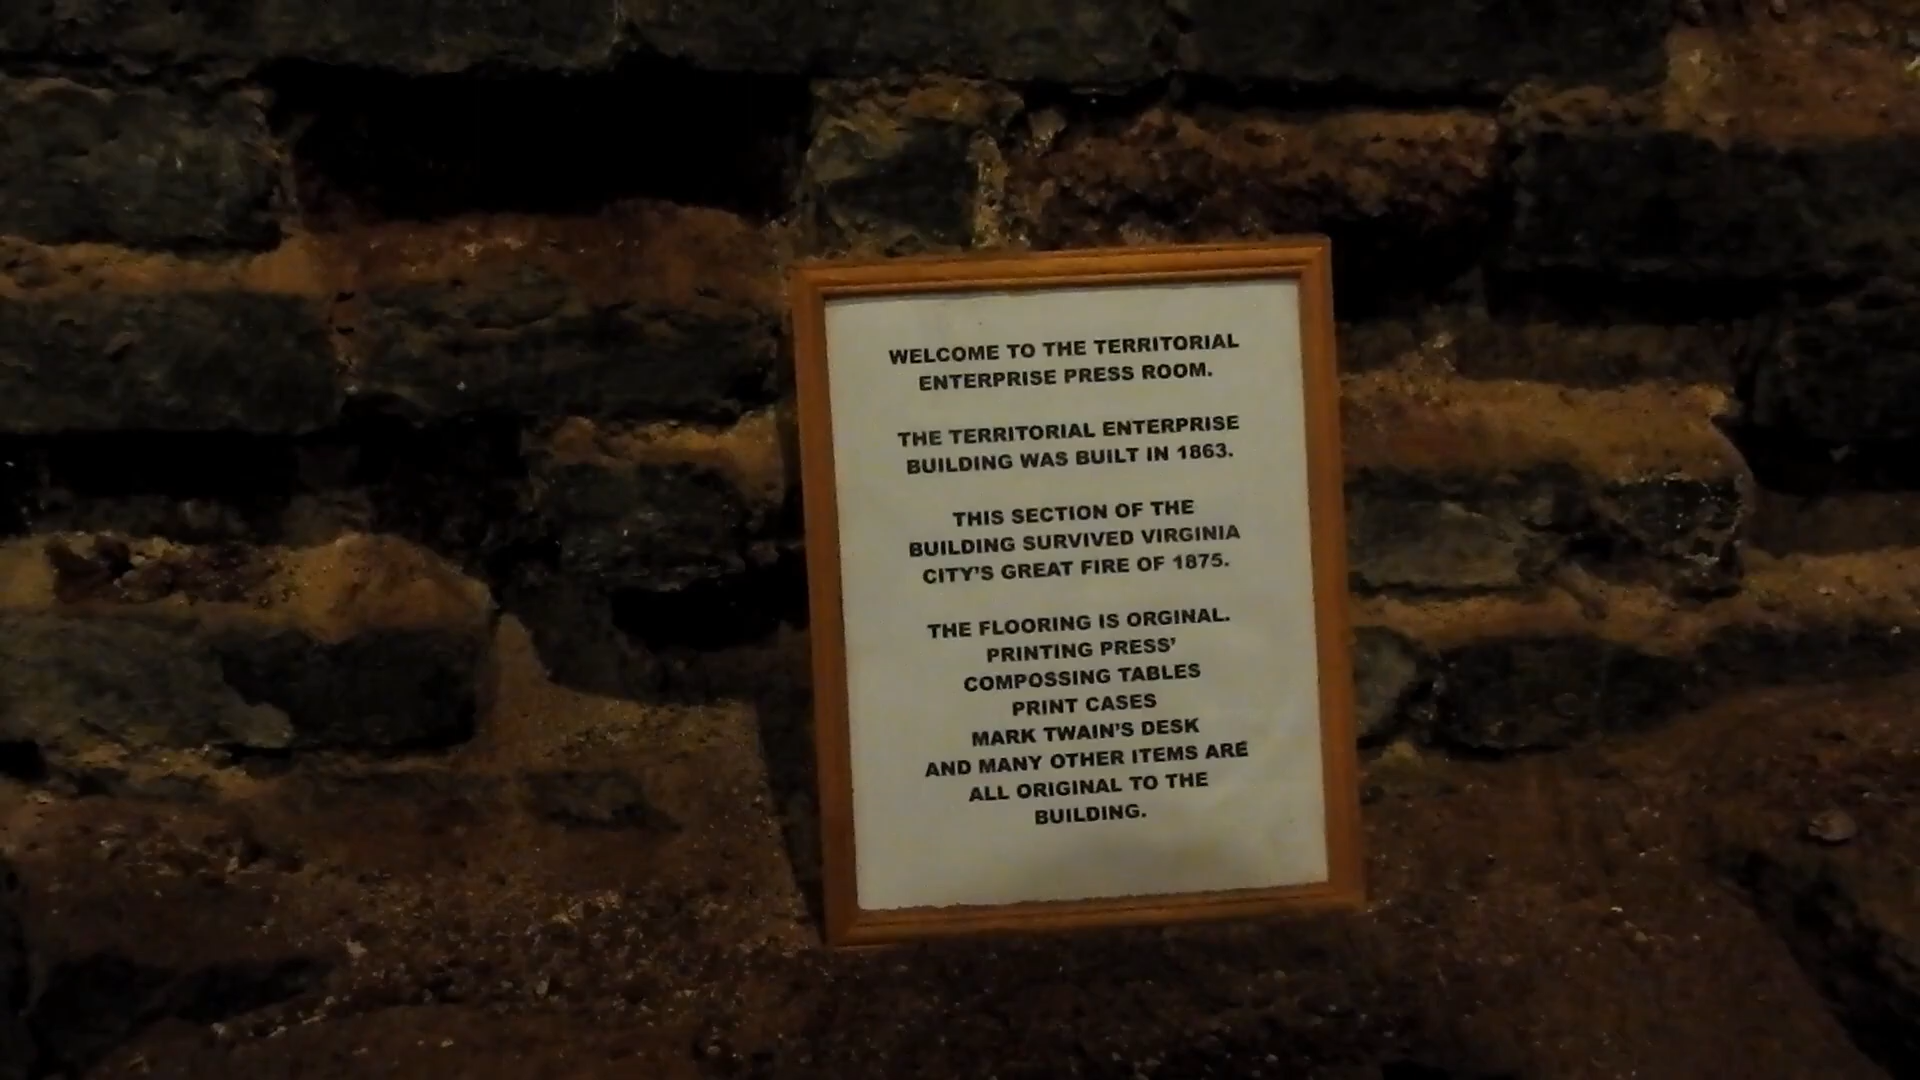 WELCOME TO THE TERRITORIAL
ENTERPRISE PRESS ROOM.
THE TERRITORIAL ENTERPRISE
BUILDING WAS BUILT IN 1863.
THIS SECTION OF THE
BUILDING SURVIVED VIRGINIA
CITY'S GREAT FIRE OF 1875.
THE FLOORING IS ORGINAL.
PRINTING PRESS'
COMPOSSING TABLES
PRINT CASES
MARK TWAIN'S DESK
AND MANY OTHER ITEMS ARE
ALL ORIGINAL TO THE
BUILDING.